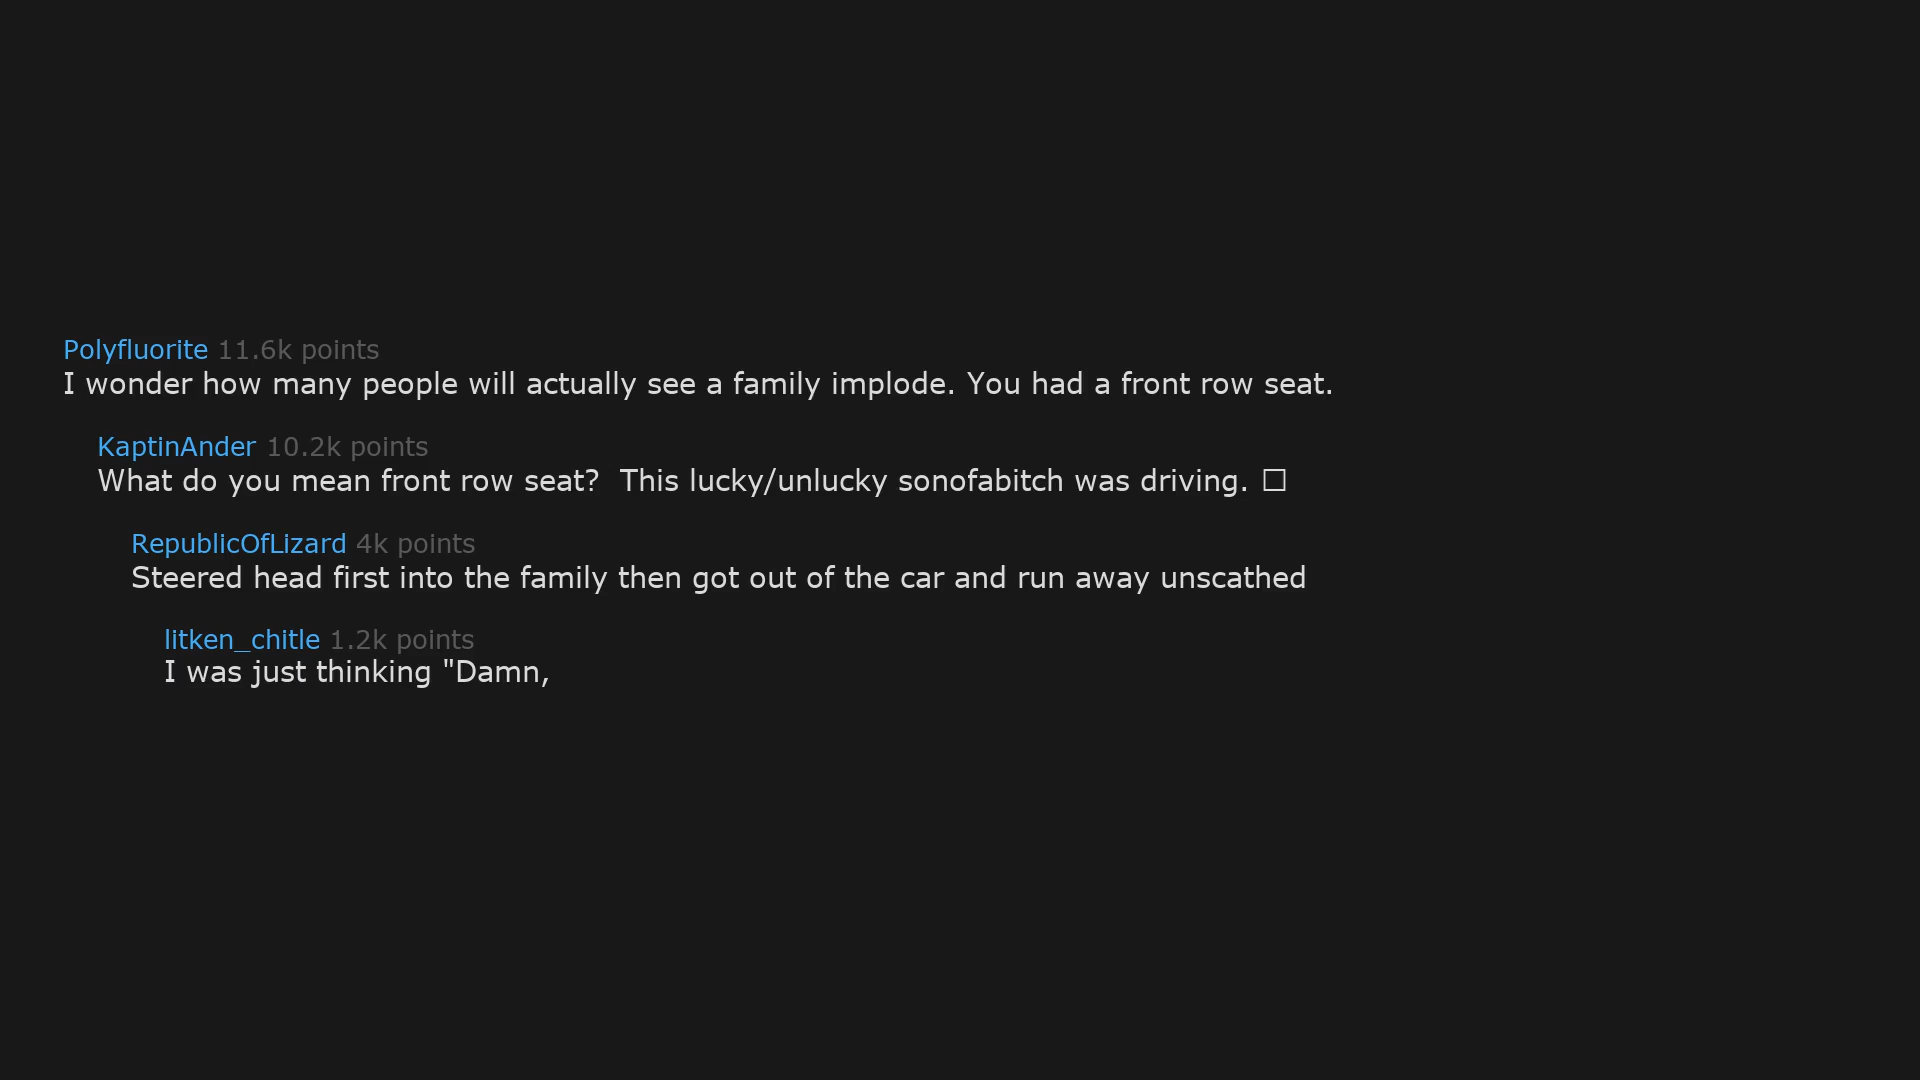 Polyfluorite 11.6k points
I wonder how many people will actually see a family implode. You had a front row seat.
KaptinAnder 10.2k points
What do you mean front row seat?  This lucky/unlucky sonofabitch was driving. □
RepublicOfLizard 4k points
Steered head first into the family then got out of the car and run away unscathed
litken_chitle 1.2k points
I was just thinking "Damn,